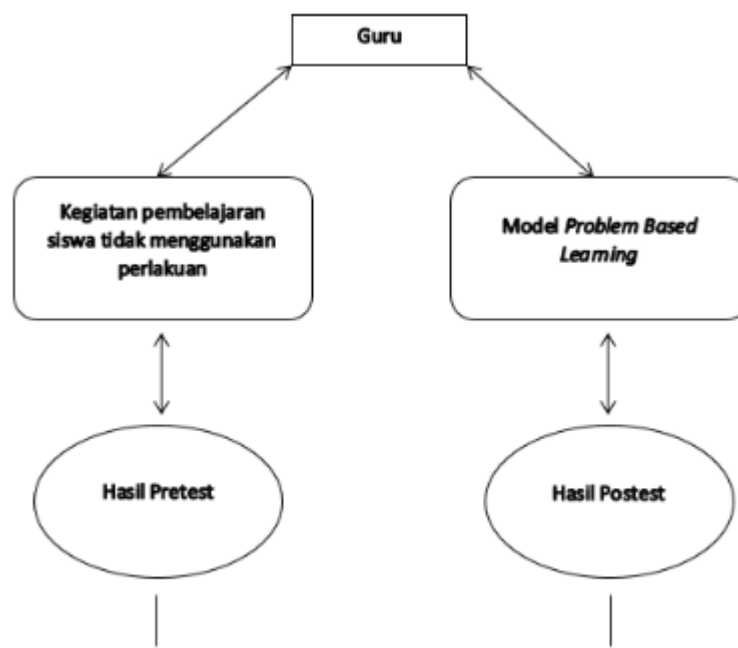 Guru
Kegiatan pembelajaran
siswa tidak menggunakan
perlakuan
Model Problem Based
Learning
Hasil Pretest
Hasil Postest